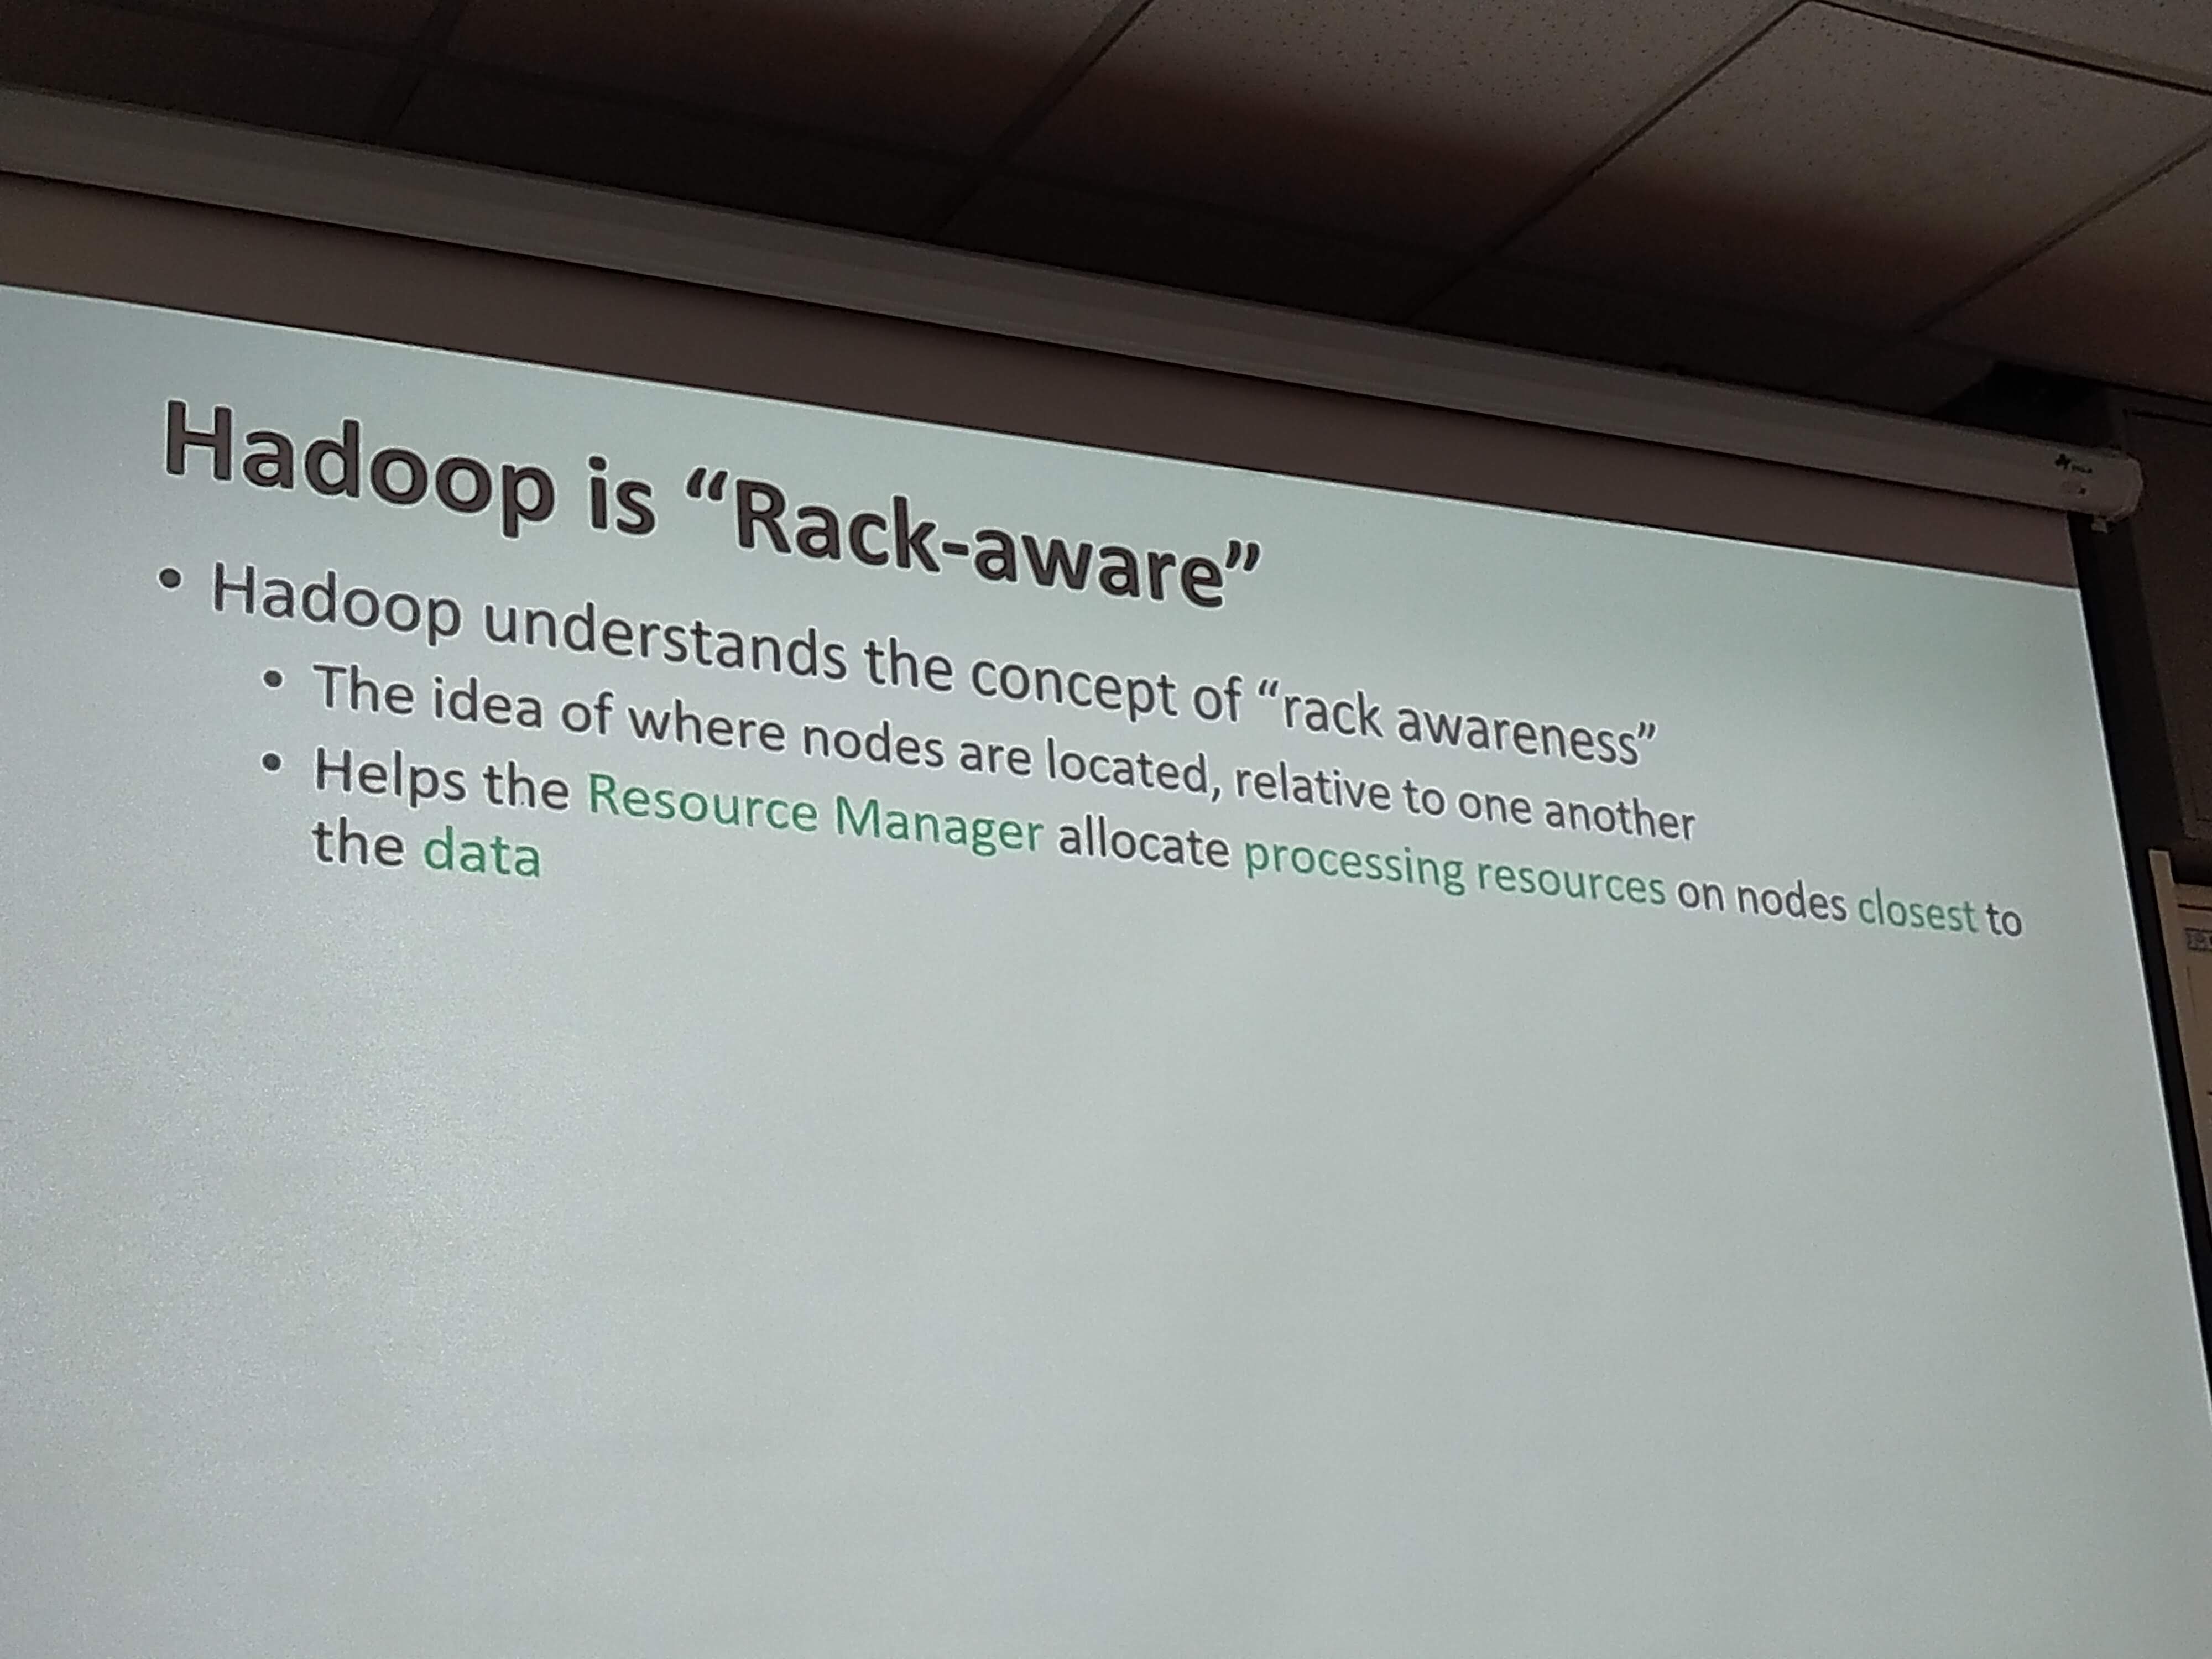 Hadoop is “Rack-aware”
• Hadoop understands the concept of “rack awareness”
• The idea of where nodes are located, relative to one another
• Helps the Resource Manager allocate processing resources on nodes closest to
the data